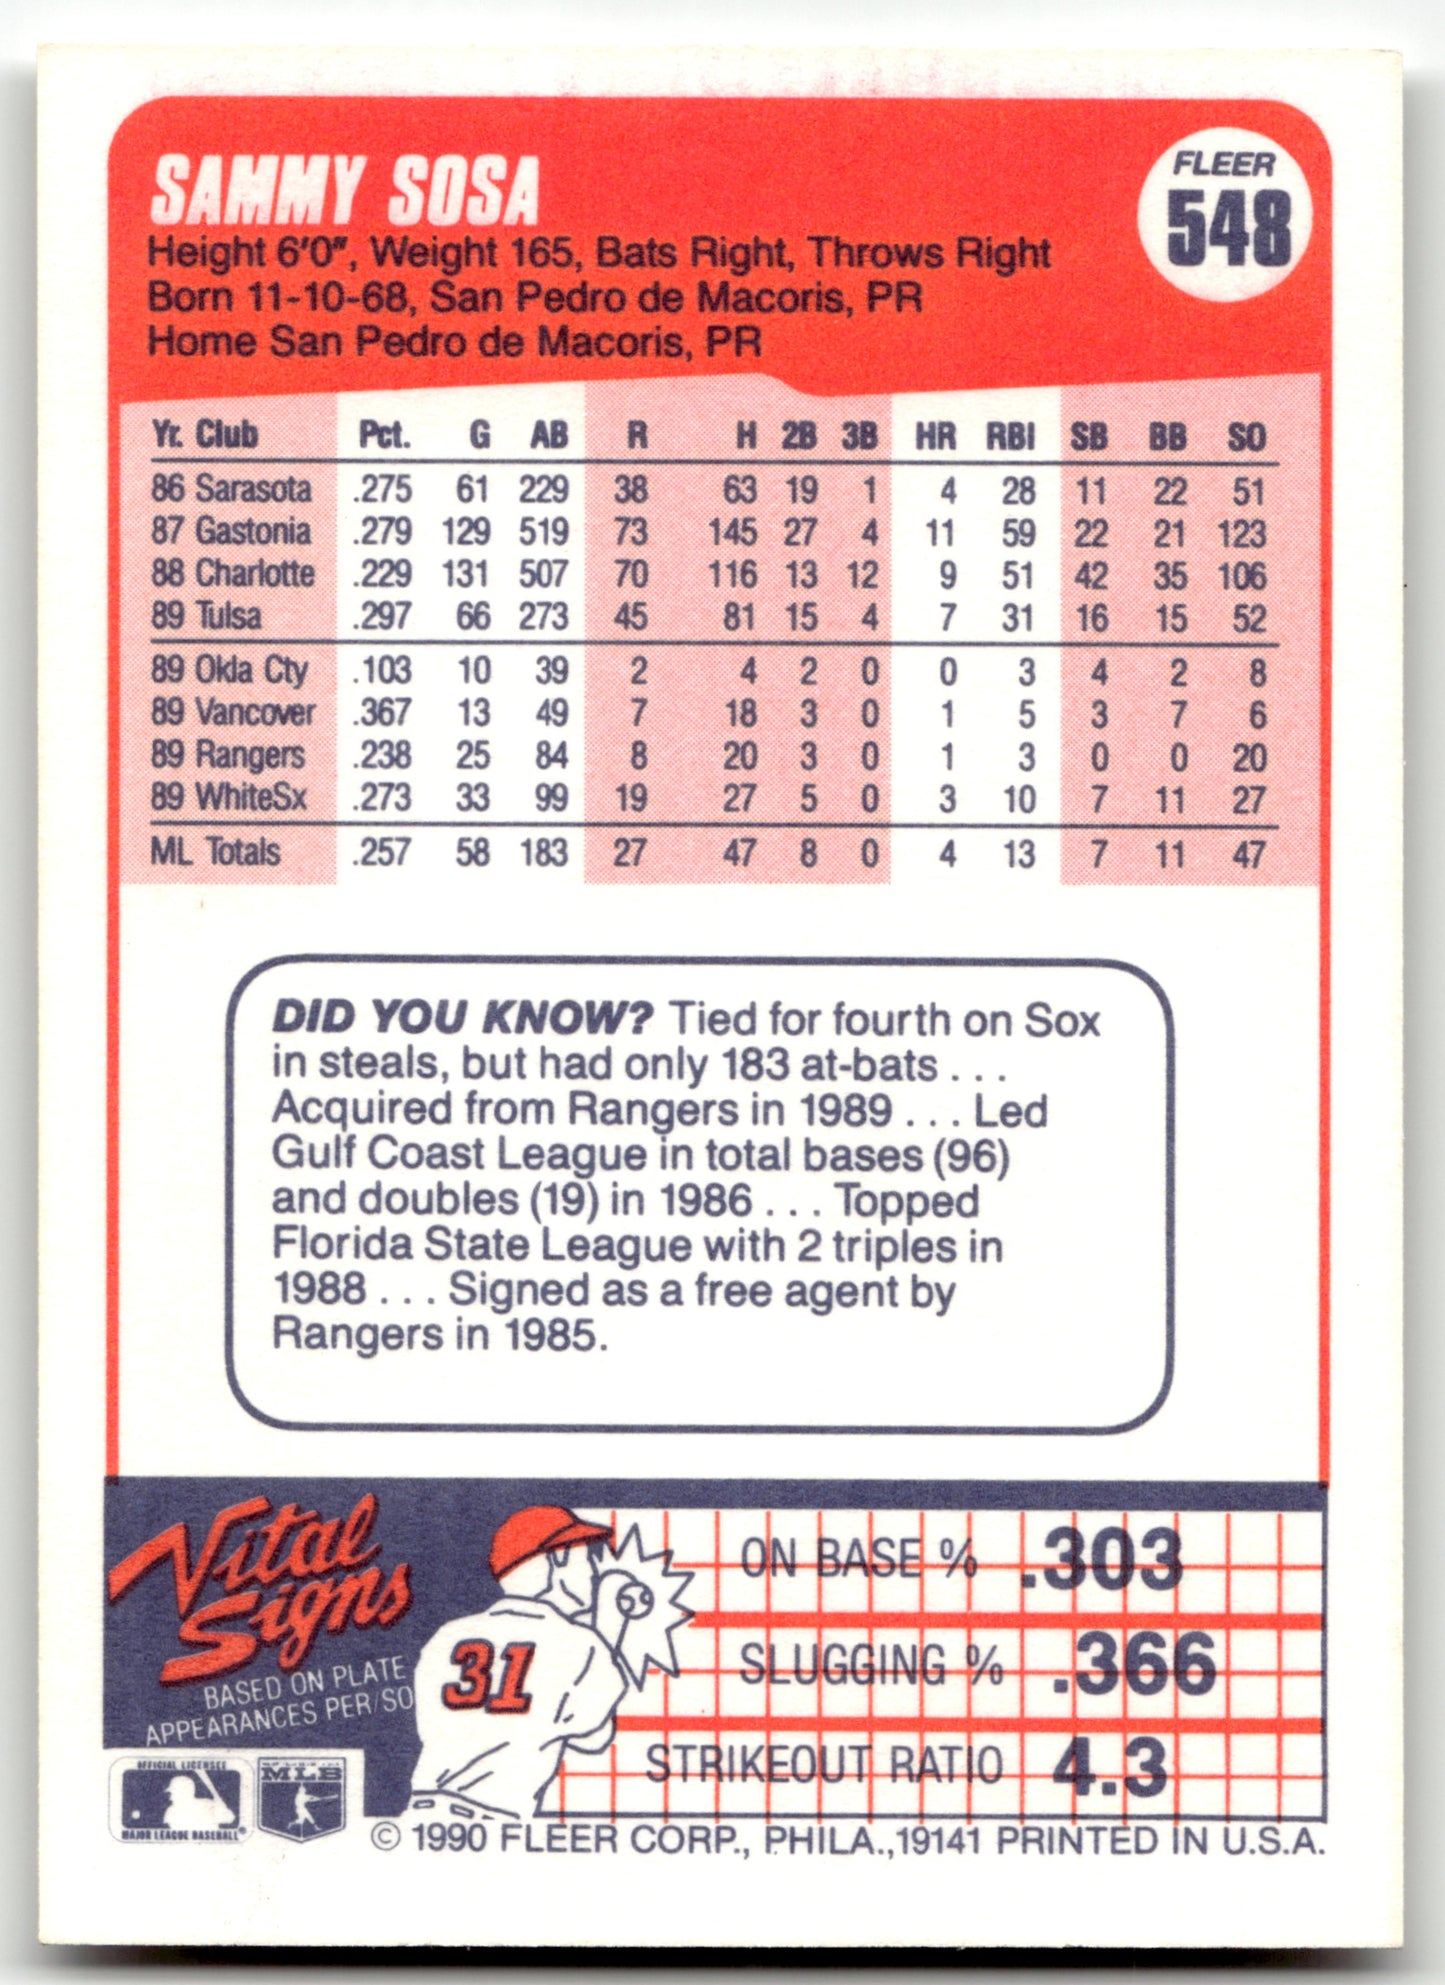 SAMMY SOSA
FLEER
548
Height 6'0", Weight 165, Bats Right, Throws Right
Born 11-10-68, San Pedro de Macoris, PR
Home San Pedro de Macoris, PR
Yr. Club Pct. G AB R H 2B 3B HR RBI SB BB SO
86 Sarasota .275 61 229 38 63 19 1 4 28 11 22 51
87 Gastonia .279 129 519 73 145 27 4 11 59 22 21 123
88 Charlotte .229 131 507 70 116 13 12 9 51 42 35 106
89 Tulsa .297 66 273 45 81 15 4 7 31 16 15 52
89 Okla Cty .103 10 39 2 4 2 0 0 3 4 2 8
89 Vancover .367 13 49 7 18 3 0 1 5 3 7 6
89 Rangers .238 25 84 8 20 3 0 1 3 0 0 20
89 WhiteSx .273 33 99 19 27 5 0 3 10 7 11 27
ML Totals .257 58 183 27 47 8 0 4 13 7 11 47
DID YOU KNOW? Tied for fourth on Sox
in steals, but had only 183 at-bats . . .
Acquired from Rangers in 1989 . . . Led
Gulf Coast League in total bases (96)
and doubles (19) in 1986 . . . Topped
Florida State League with 2 triples in
1988 . . . Signed as a free agent by
Rangers in 1985.
Vital
Signs
BASED ON PLATE
APPEARANCES PER/SO
31
ON BASE % .303
SLUGGING % .366
STRIKEOUT RATIO 4.3
OFFICIAL LICENSEE
MAJOR LEAGUE BASEBALL®
MLB
© 1990 FLEER CORP., PHILA.,19141 PRINTED IN U.S.A.